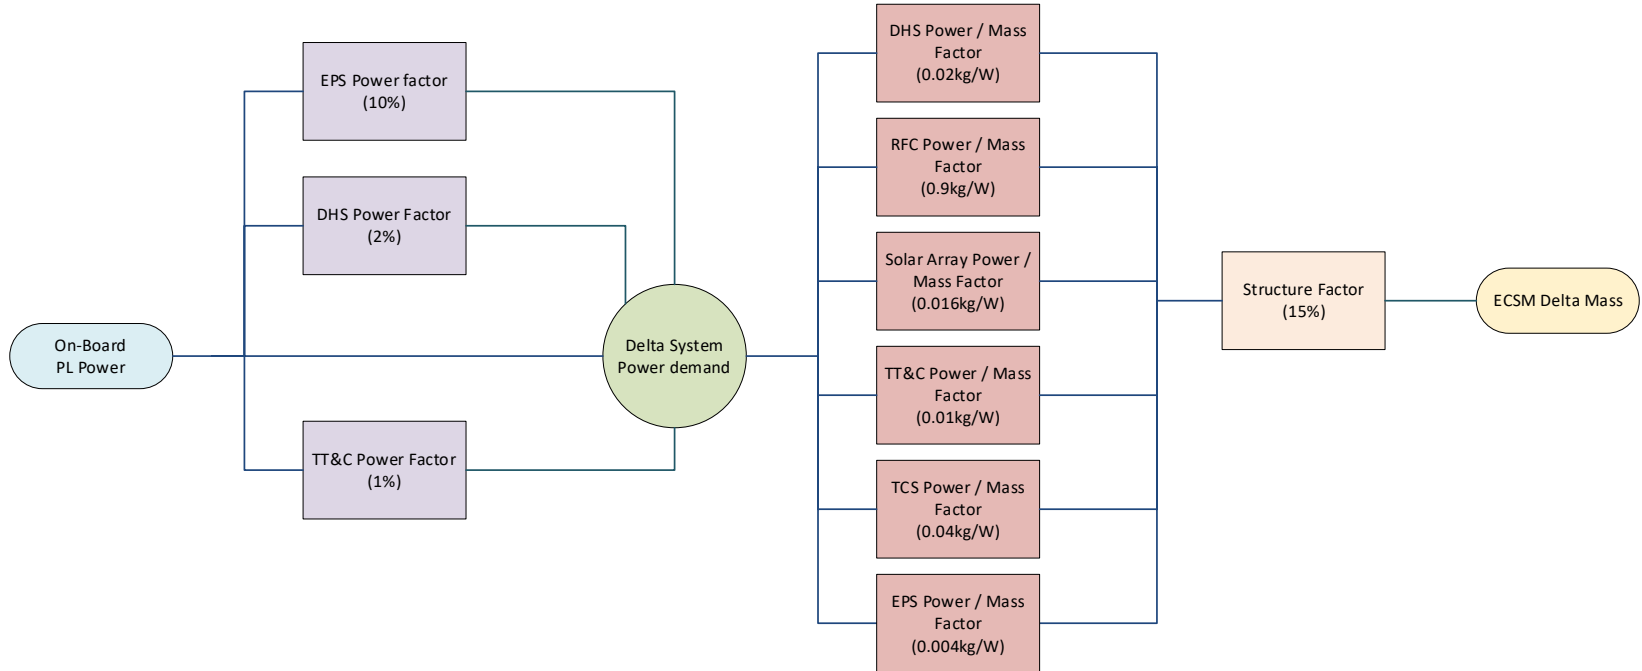 On-Board
PL Power
EPS Power factor
(10%)
DHS Power Factor
(2%)
TT&C Power Factor
(1%)
Delta System
Power demand
DHS Power / Mass
Factor
(0.02kg/W)
RFC Power / Mass
Factor
(0.9kg/W)
Solar Array Power /
Mass Factor
(0.016kg/W)
TT&C Power / Mass
Factor
(0.01kg/W)
TCS Power / Mass
Factor
(0.04kg/W)
EPS Power / Mass
Factor
(0.004kg/W)
Structure Factor
(15%)
ECSM Delta Mass